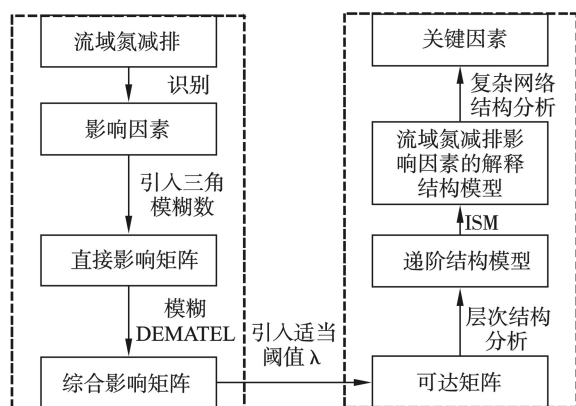 流域氮减排
识别
影响因素
引入三角
模糊数
直接影响矩阵
模糊
DEMATEL
综合影响矩阵
引入适当
阈值 λ
可达矩阵
层次结构
分析
递阶结构模型
ISM
流域氮减排影
响因素的解释
结构模型
复杂网络
结构分析
关键因素